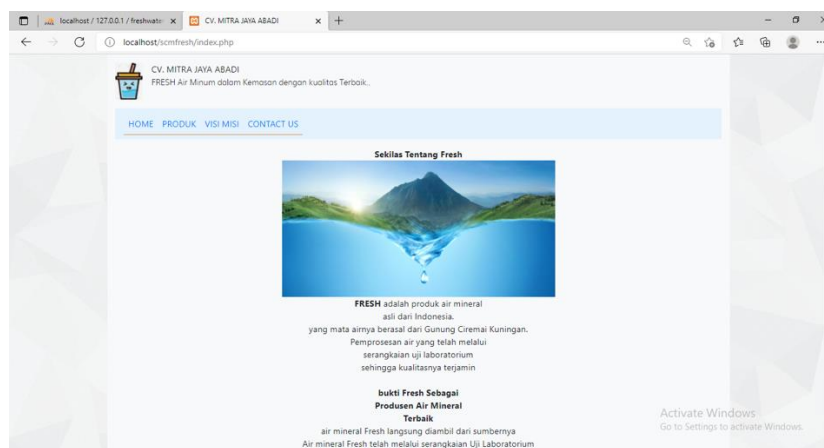 localhost / 127.0.0.1 / freshwate
CV. MITRA JAYA ABADI
localhost/scmfresh/index.php
CV. MITRA JAYA ABADI
FRESH Air Minum dalam Kemasan dengan kualitas Terbaik..
HOME PRODUK VISI MISI CONTACT US
Sekilas Tentang Fresh
FRESH adalah produk air mineral
asli dari Indonesia.
yang mata airnya berasal dari Gunung Ciremai Kuningan.
Pemprosesan air yang telah melalui
serangkaian uji laboratorium
sehingga kualitasnya terjamin
bukti Fresh Sebagai
Produsen Air Mineral
Terbaik
air mineral Fresh langsung diambil dari sumbernya
Air mineral Fresh telah melalui serangkaian Uji Laboratorium
Activate Windows
Go to Settings to activate Windows.